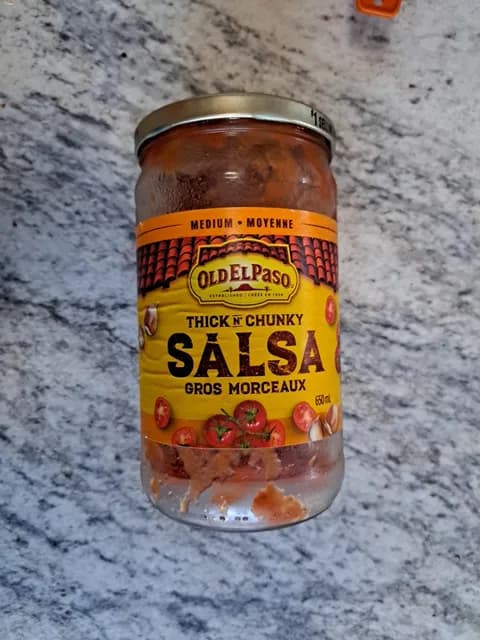 MEDIUM • MOYENNE
OLD EL PASO
THICK N' CHUNKY
SALSA
GROS MORCEAUX
650 mL